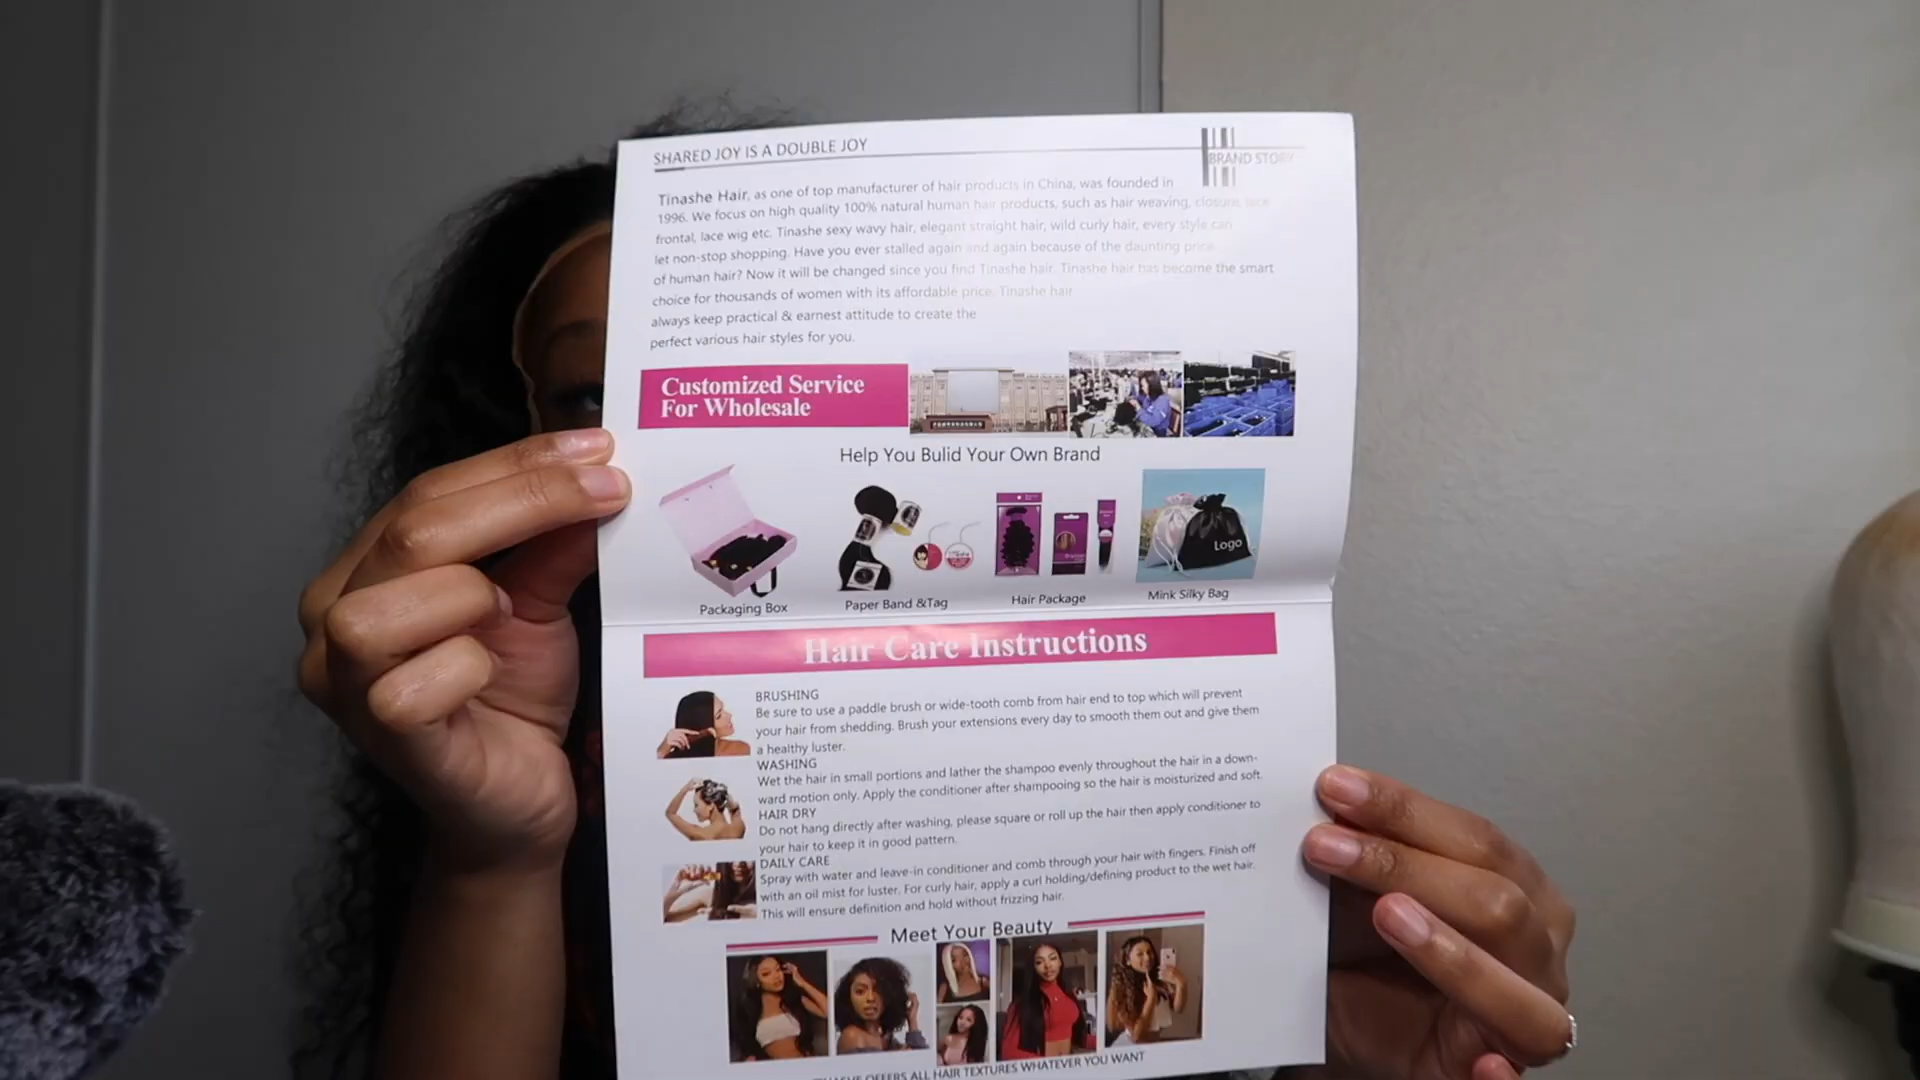 SHARED JOY IS A DOUBLE JOY
BRAND STORY
Tinashe Hair, as one of top manufacturer of hair products in China, was founded in
1996. We focus on high quality 100% natural human hair products, such as hair weaving, closure, lace
frontal, lace wig etc. Tinashe sexy wavy hair, elegant straight hair, wild curly hair, every style can
let non-stop shopping. Have you ever stalled again and again because of the daunting price
of human hair? Now it will be changed since you find Tinashe hair. Tinashe hair has become the smart
choice for thousands of women with its affordable price. Tinashe hair
always keep practical & earnest attitude to create the
perfect various hair styles for you.
Customized Service
For Wholesale
Help You Bulid Your Own Brand
Logo
Packaging Box
Paper Band &Tag
Hair Package
Mink Silky Bag
Hair Care Instructions
BRUSHING
Be sure to use a paddle brush or wide-tooth comb from hair end to top which will prevent
your hair from shedding. Brush your extensions every day to smooth them out and give them
a healthy luster.
WASHING
Wet the hair in small portions and lather the shampoo evenly throughout the hair in a down-
ward motion only. Apply the conditioner after shampooing so the hair is moisturized and soft.
HAIR DRY
Do not hang directly after washing, please square or roll up the hair then apply conditioner to
your hair to keep it in good pattern.
DAILY CARE
Spray with water and leave-in conditioner and comb through your hair with fingers. Finish off
with an oil mist for luster. For curly hair, apply a curl holding/defining product to the wet hair.
This will ensure definition and hold without frizzing hair.
Meet Your Beauty
OFFERS ALL HAIR TEXTURES WHATEVER YOU WANT